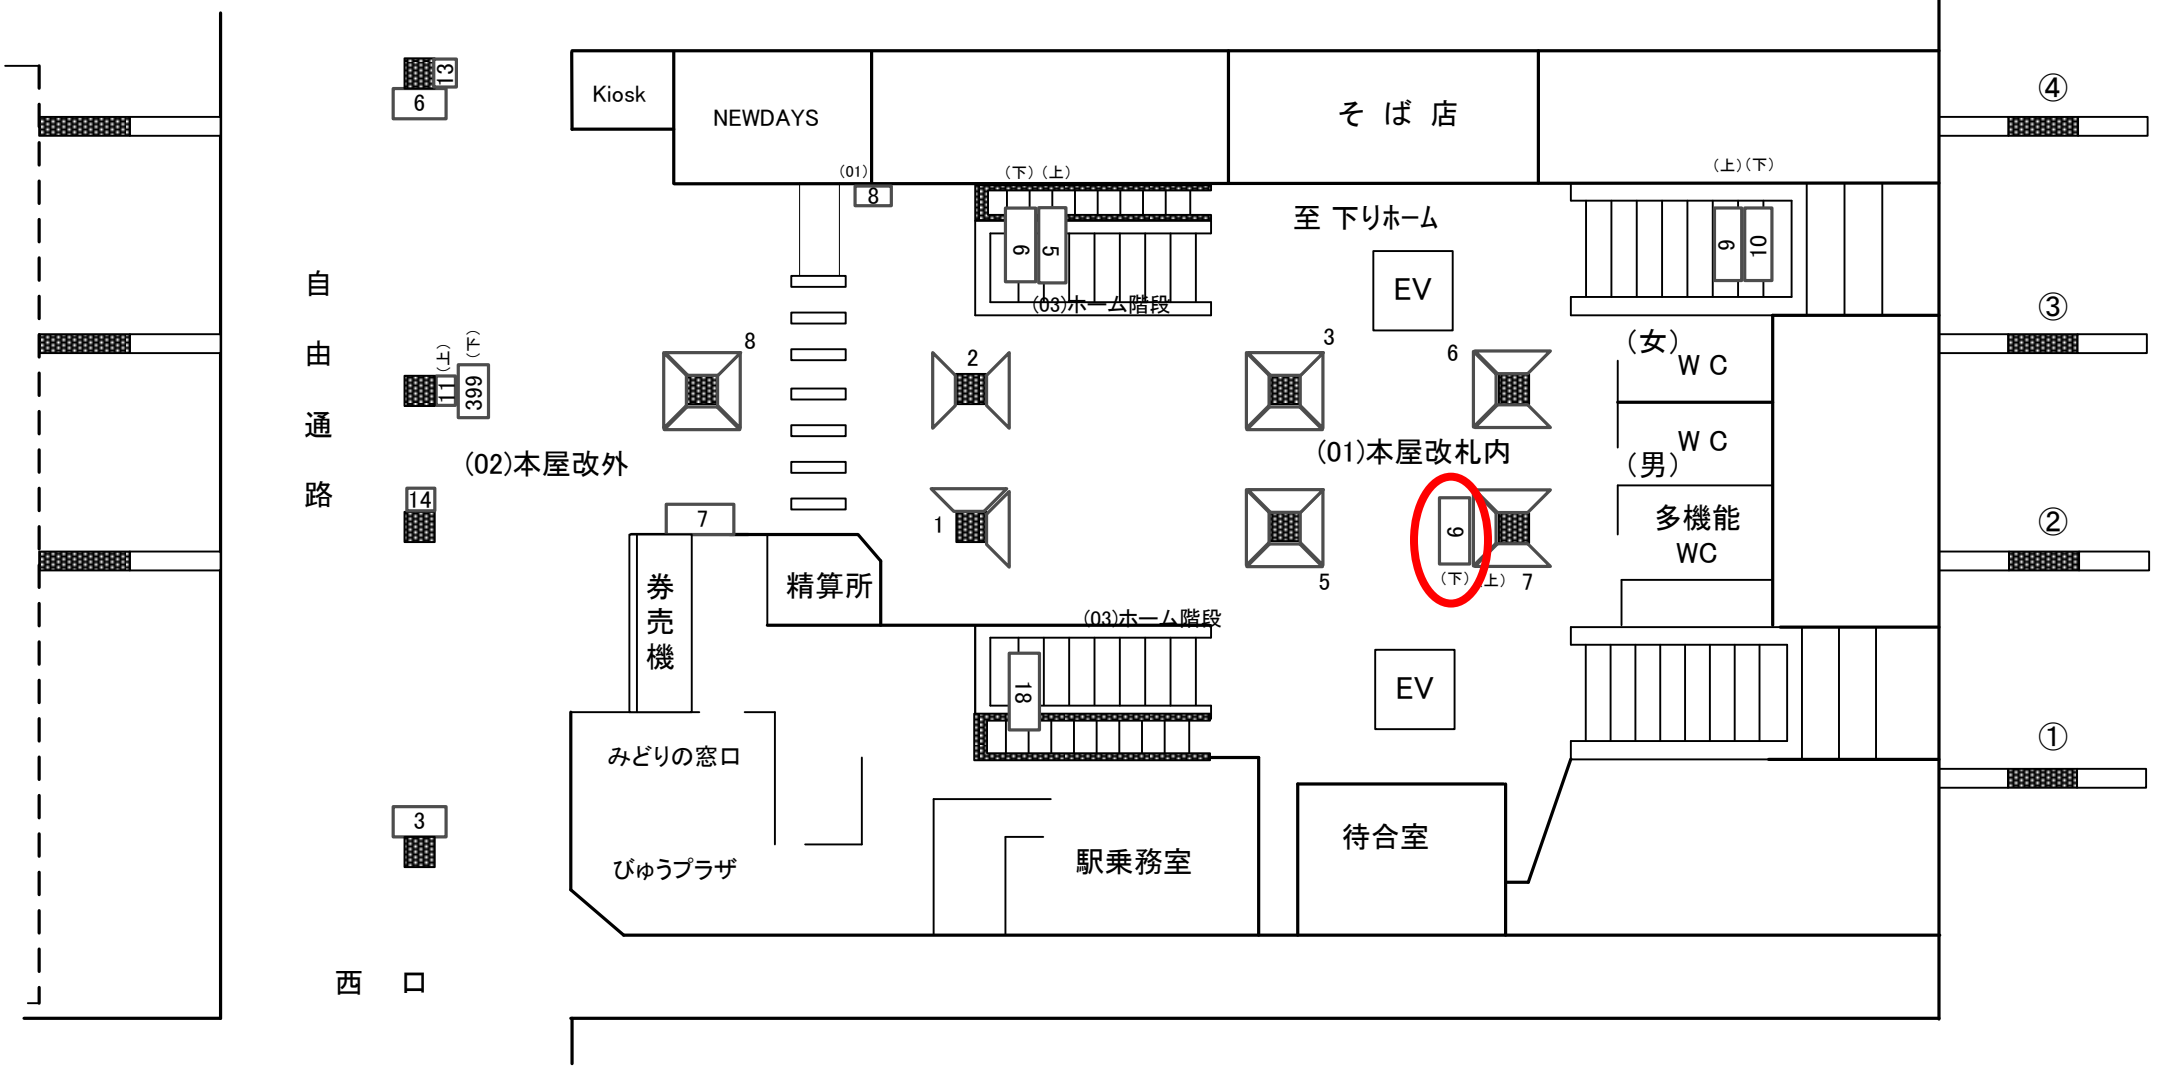 13
6
Kiosk
NEWDAYS
そ ば 店
④
(01)
(下)(上)
(上)(下)
8
至 下りホーム
6
5
9
10
自由通路
EV
(03)ホーム階段
③
8
2
3
6
(女)
W C
(上)
(下)
11
399
(02)本屋改外
(01)本屋改札内
W C
(男)
14
7
1
5
9
(下)
(上)
7
多機能
WC
②
券売機
精算所
(03)ホーム階段
18
EV
みどりの窓口
①
3
びゅうプラザ
駅乗務室
待合室
西 口